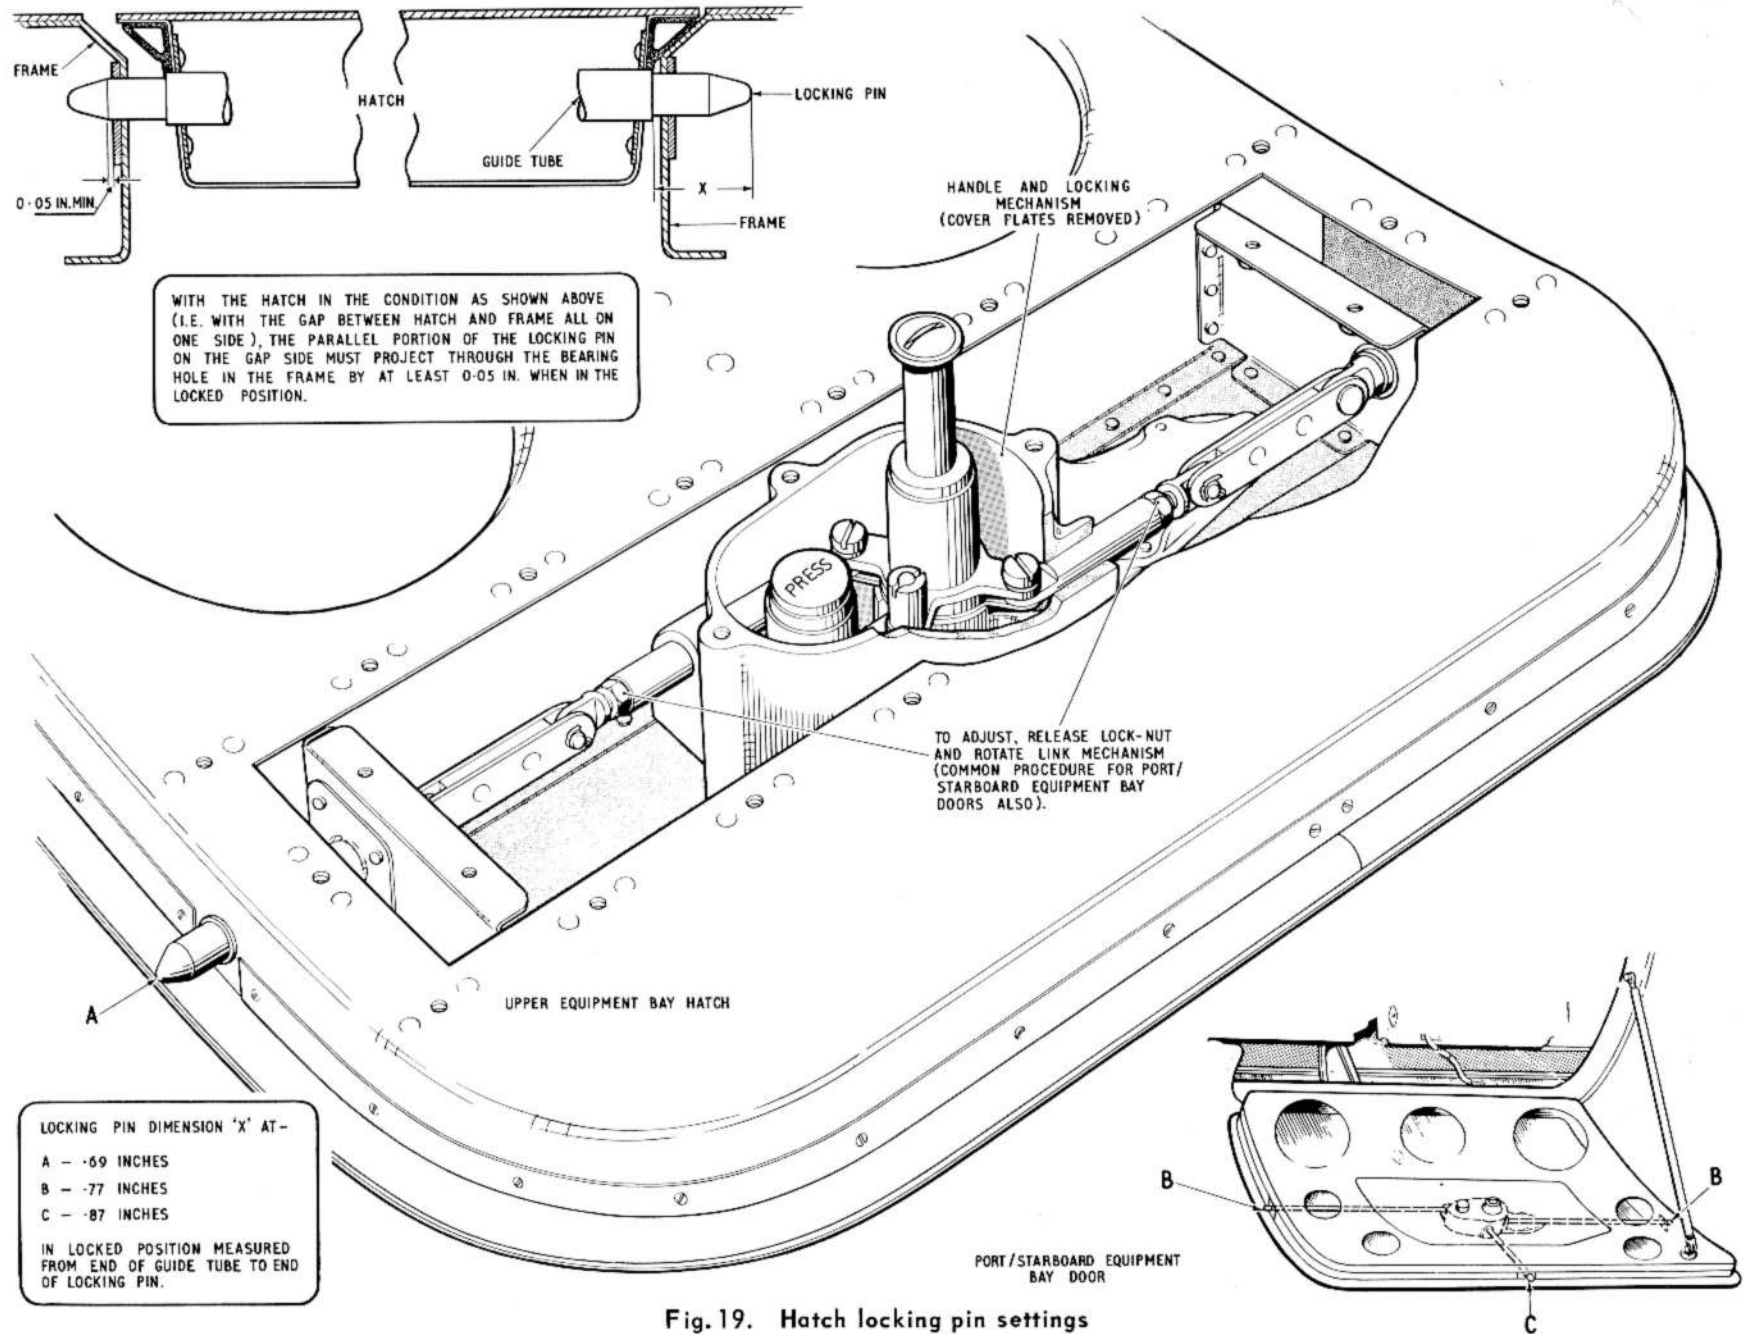 FRAME
HATCH
LOCKING PIN
GUIDE TUBE
X
0·05 IN.MIN.
FRAME
WITH THE HATCH IN THE CONDITION AS SHOWN ABOVE
(I.E. WITH THE GAP BETWEEN HATCH AND FRAME ALL ON
ONE SIDE), THE PARALLEL PORTION OF THE LOCKING PIN
ON THE GAP SIDE MUST PROJECT THROUGH THE BEARING
HOLE IN THE FRAME BY AT LEAST 0·05 IN. WHEN IN THE
LOCKED POSITION.
HANDLE AND LOCKING
MECHANISM
(COVER PLATES REMOVED)
PRESS
TO ADJUST, RELEASE LOCK-NUT
AND ROTATE LINK MECHANISM
(COMMON PROCEDURE FOR PORT/
STARBOARD EQUIPMENT BAY
DOORS ALSO).
A
UPPER EQUIPMENT BAY HATCH
LOCKING PIN DIMENSION 'X' AT-
A - ·69 INCHES
B - ·77 INCHES
C - ·87 INCHES
IN LOCKED POSITION MEASURED
FROM END OF GUIDE TUBE TO END
OF LOCKING PIN.
B
B
PORT/STARBOARD EQUIPMENT
BAY DOOR
C
Fig.19. Hatch locking pin settings